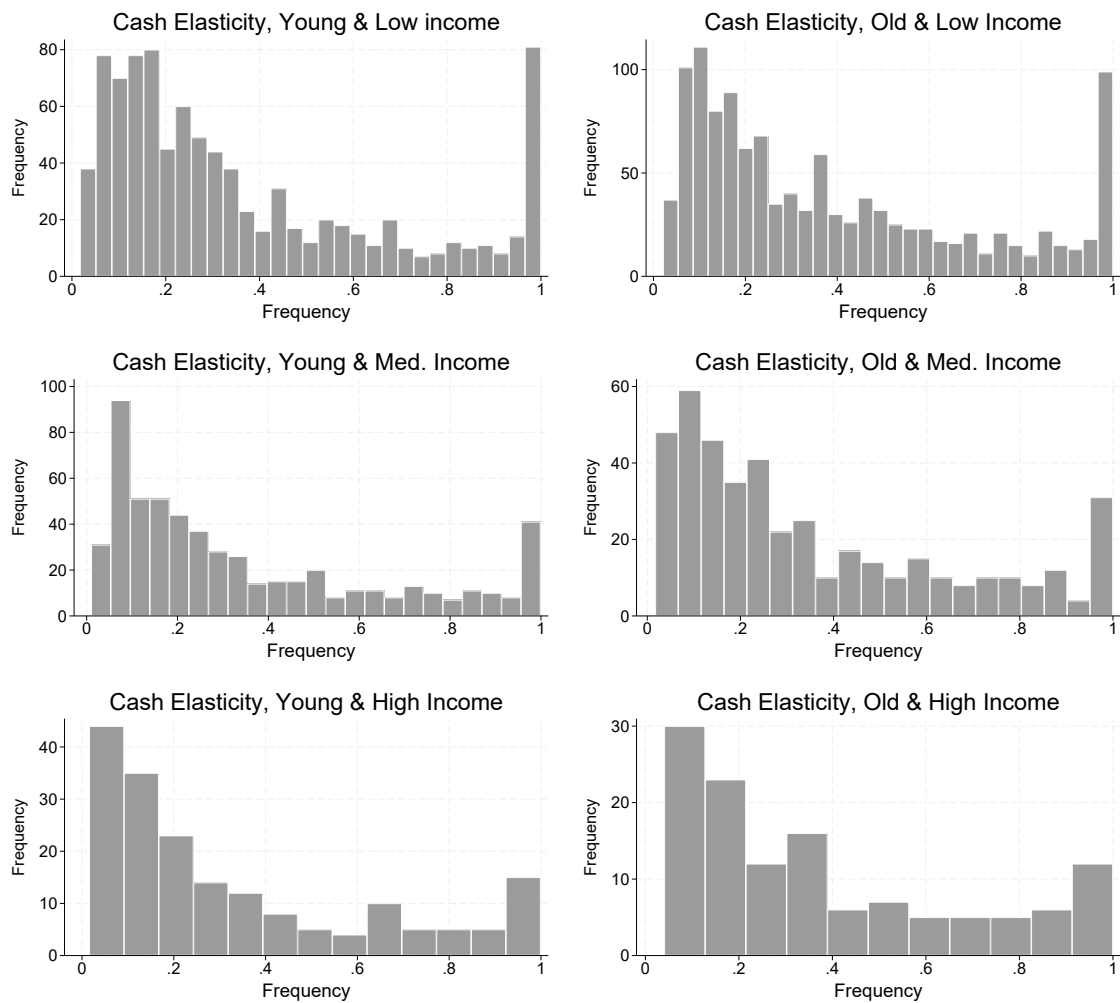 Cash Elasticity, Young & Low income
80
60
40
20
0
Frequency
0 .2 .4 .6 .8 1
Frequency
Cash Elasticity, Old & Low Income
100
50
0
Frequency
0 .2 .4 .6 .8 1
Frequency
Cash Elasticity, Young & Med. Income
100
80
60
40
20
0
Frequency
0 .2 .4 .6 .8 1
Frequency
Cash Elasticity, Old & Med. Income
60
40
20
0
Frequency
0 .2 .4 .6 .8 1
Frequency
Cash Elasticity, Young & High Income
40
30
20
10
0
Frequency
0 .2 .4 .6 .8 1
Frequency
Cash Elasticity, Old & High Income
30
20
10
0
Frequency
0 .2 .4 .6 .8 1
Frequency